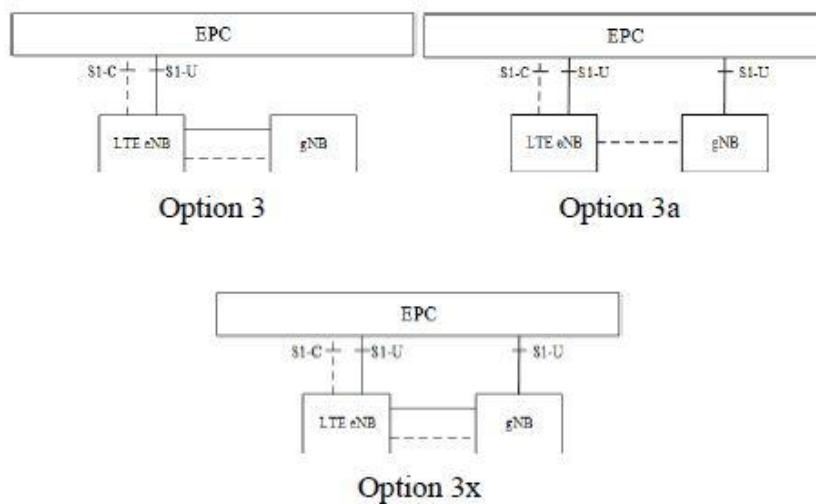 EPC
S1-C S1-U
LTE eNB gNB
Option 3
EPC
S1-C S1-U S1-U
LTE eNB gNB
Option 3a
EPC
S1-C S1-U S1-U
LTE eNB gNB
Option 3x